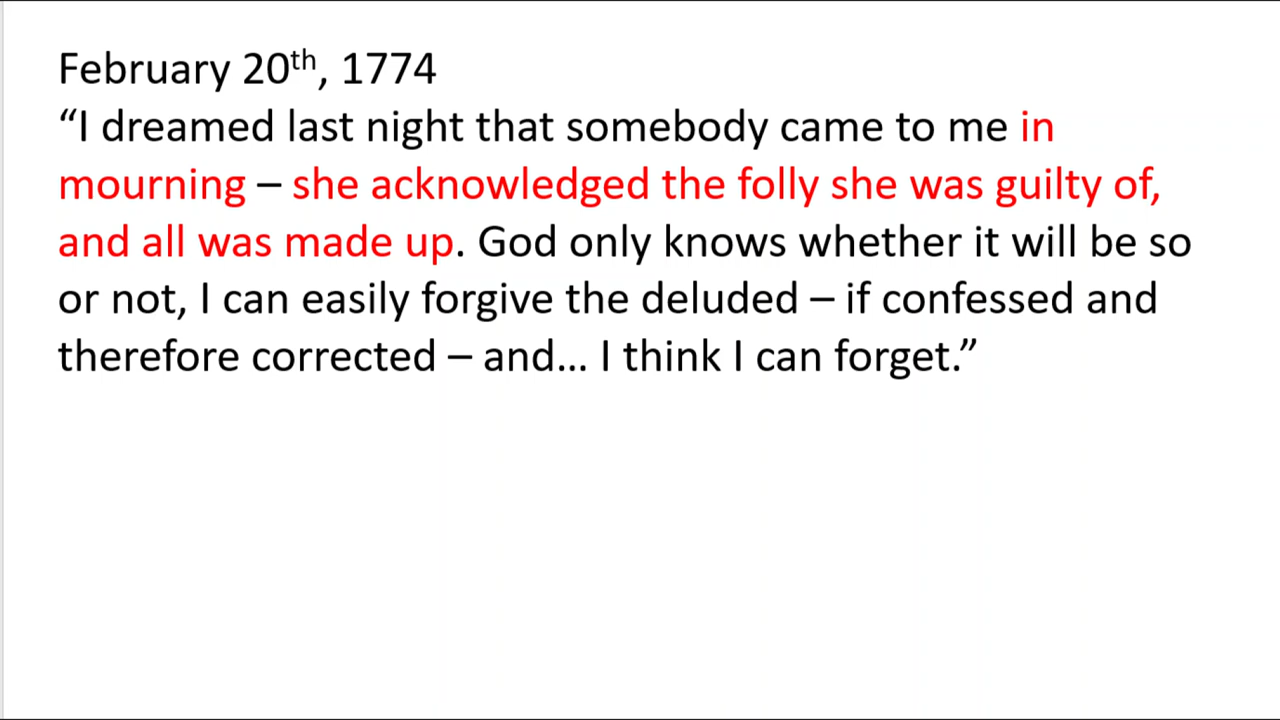 February 20th, 1774
“I dreamed last night that somebody came to me in
mourning – she acknowledged the folly she was guilty of,
and all was made up. God only knows whether it will be so
or not, I can easily forgive the deluded – if confessed and
therefore corrected – and… I think I can forget.”